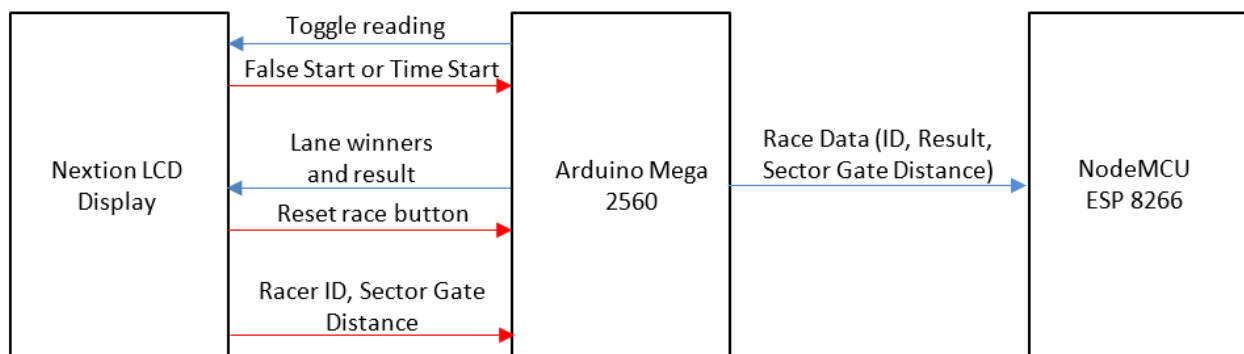 Toggle reading
False Start or Time Start
Lane winners
and result
Reset race button
Racer ID, Sector Gate
Distance
Nextion LCD
Display
Arduino Mega
2560
Race Data (ID, Result,
Sector Gate Distance)
NodeMCU
ESP 8266